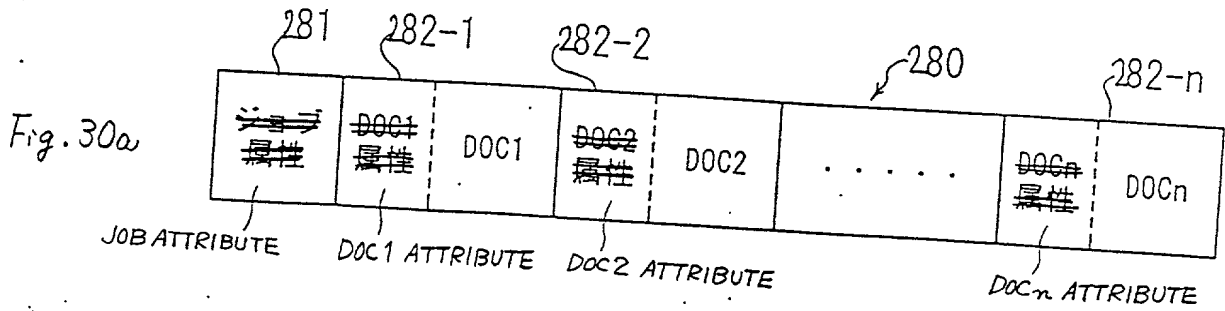 281
282-1
282-2
280
282-n
Fig. 30a
ジョブ
属性
DOC1
属性
DOC1
DOC2
属性
DOC2
. . . . .
DOCn
属性
DOCn
JOB ATTRIBUTE
DOC1 ATTRIBUTE
DOC2 ATTRIBUTE
DOCn ATTRIBUTE